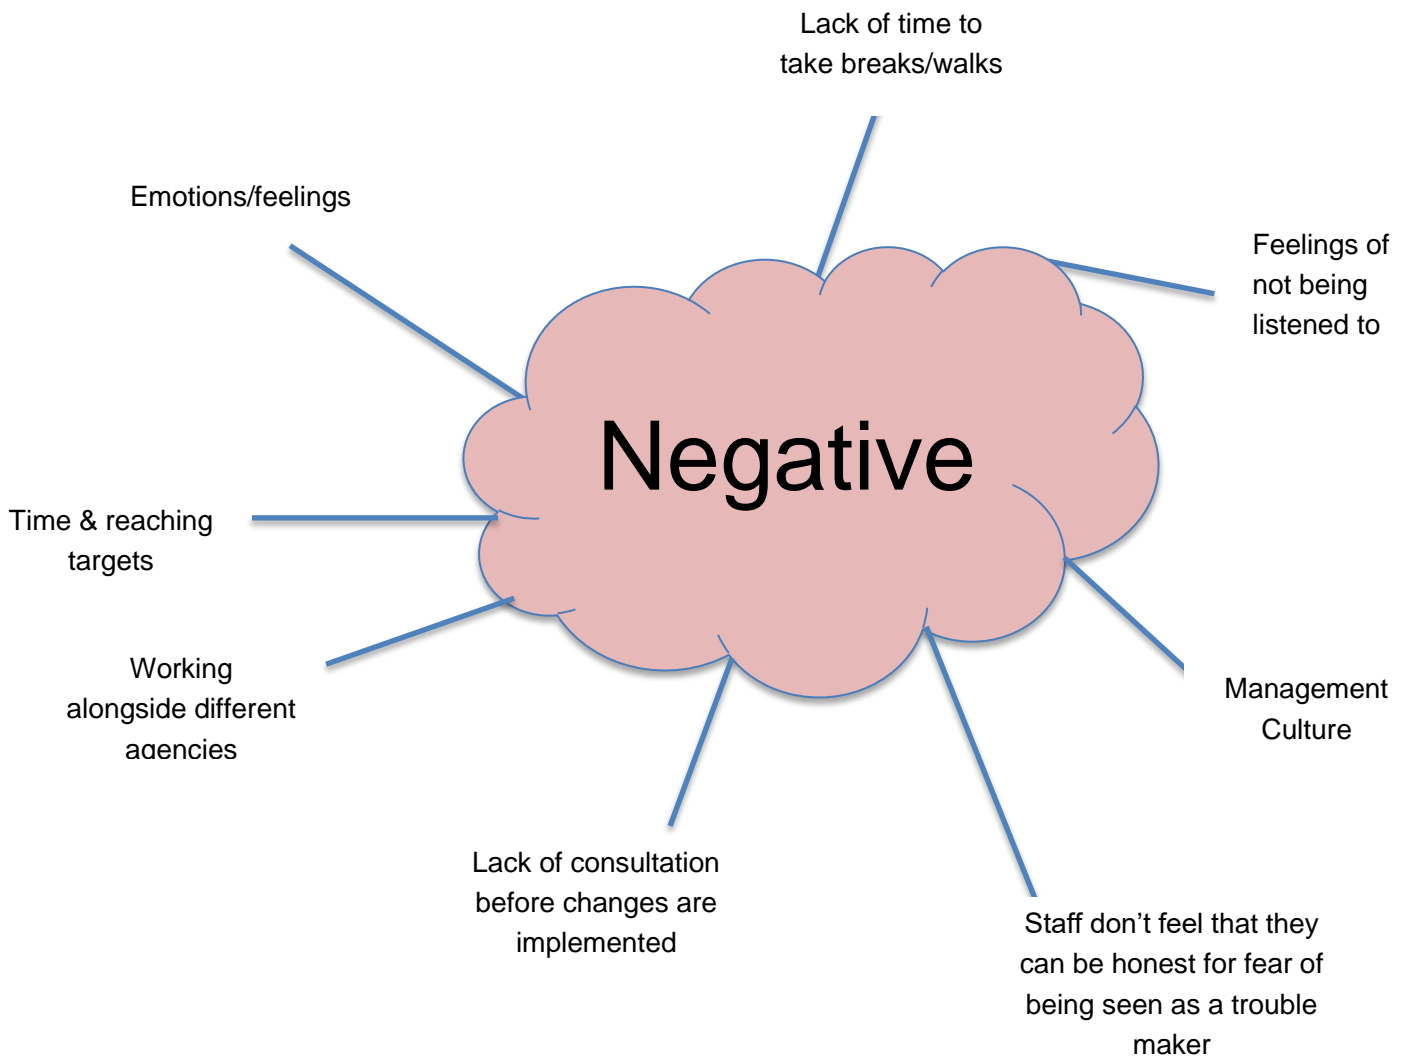 Lack of time to
take breaks/walks
Emotions/feelings
Feelings of
not being
listened to
Negative
Time & reaching
targets
Working
alongside different
agencies
Management
Culture
Lack of consultation
before changes are
implemented
Staff don’t feel that they
can be honest for fear of
being seen as a trouble
maker